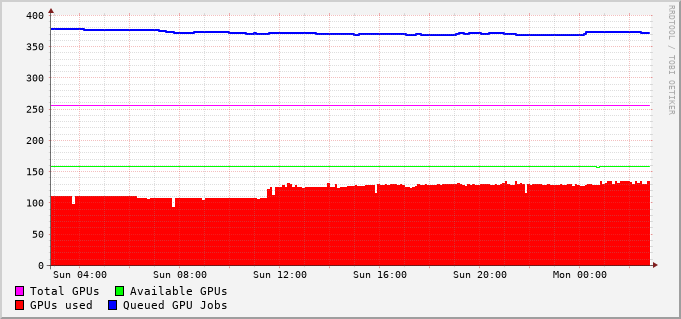 400
350
300
250
200
150
100
50
0
Sun 04:00 Sun 08:00 Sun 12:00 Sun 16:00 Sun 20:00 Mon 00:00
Total GPUs Available GPUs
GPUs used Queued GPU Jobs
RRDTOOL / TOBI OETIKER